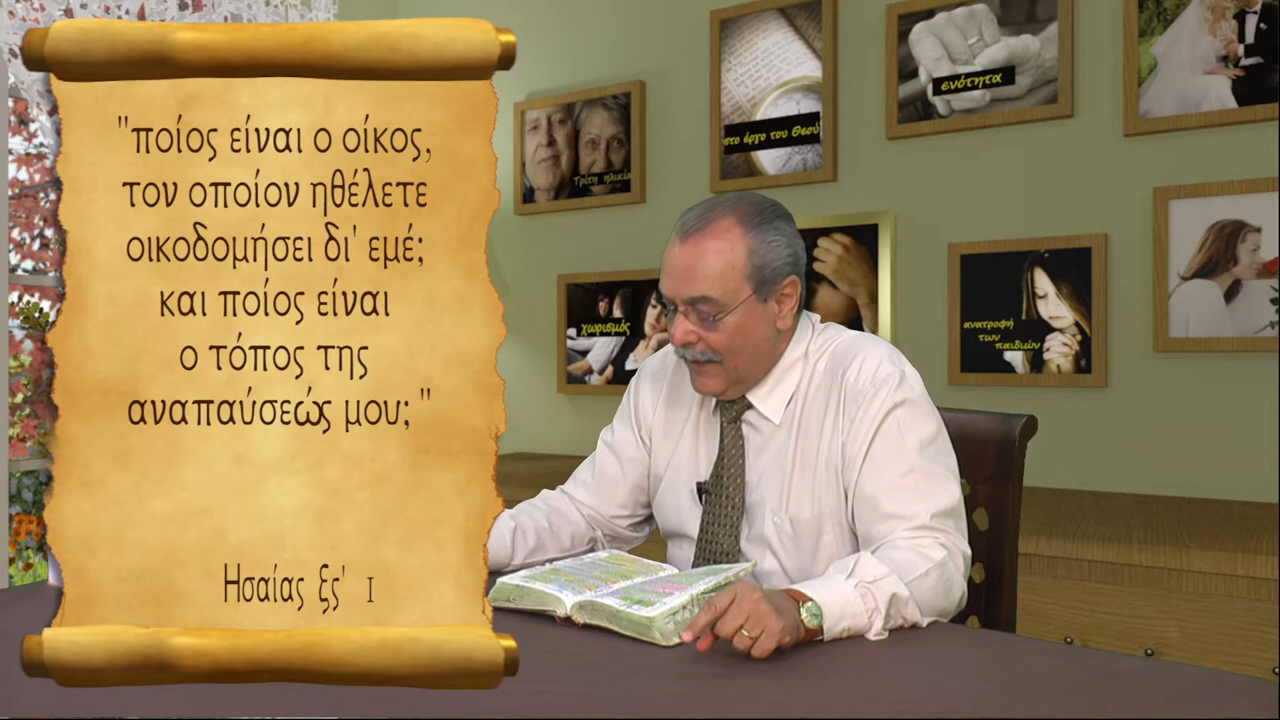 "ποίος είναι ο οίκος,
τον οποίον ηθέλετε
οικοδομήσει δι' εμέ;
και ποίος είναι
ο τόπος της
αναπαύσεώς μου; "
Ησαίας ξς'  1
Τρίτη ηλικία
στο έργο του Θεού
ενότητα
χωρισμός
ανατροφή
των
παιδιών